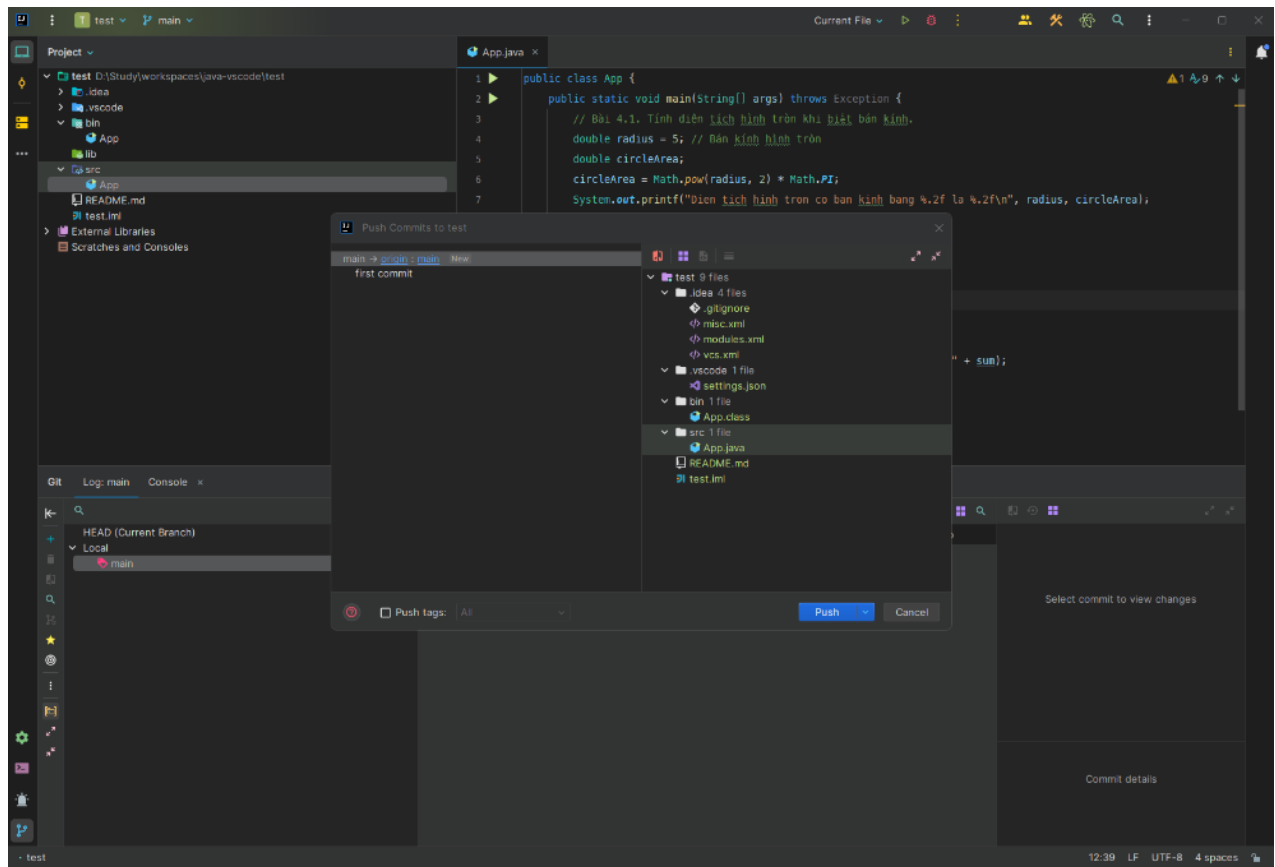 test main Current File
Project
test D:\Study\workspaces\java-vscode\test
.idea
.vscode
bin
App
lib
src
App
README.md
test.iml
External Libraries
Scratches and Consoles
App.java
1 public class App {
2 public static void main(String[] args) throws Exception {
3 // Bài 4.1. Tính diện tích hình tròn khi biết bán kính.
4 double radius = 5; // Bán kính hình tròn
5 double circleArea;
6 circleArea = Math.pow(radius, 2) * Math.PI;
7 System.out.printf("Dien tich hinh tron co ban kinh bang %.2f la %.2f\n", radius, circleArea);
1 9
" + sum);
Push Commits to test
main → origin : main New
first commit
test 9 files
.idea 4 files
.gitignore
misc.xml
modules.xml
vcs.xml
.vscode 1 file
settings.json
bin 1 file
App.class
src 1 file
App.java
README.md
test.iml
Push tags: All
Push Cancel
Git Log: main Console
HEAD (Current Branch)
Local
main
Select commit to view changes
Commit details
test
12:39 LF UTF-8 4 spaces